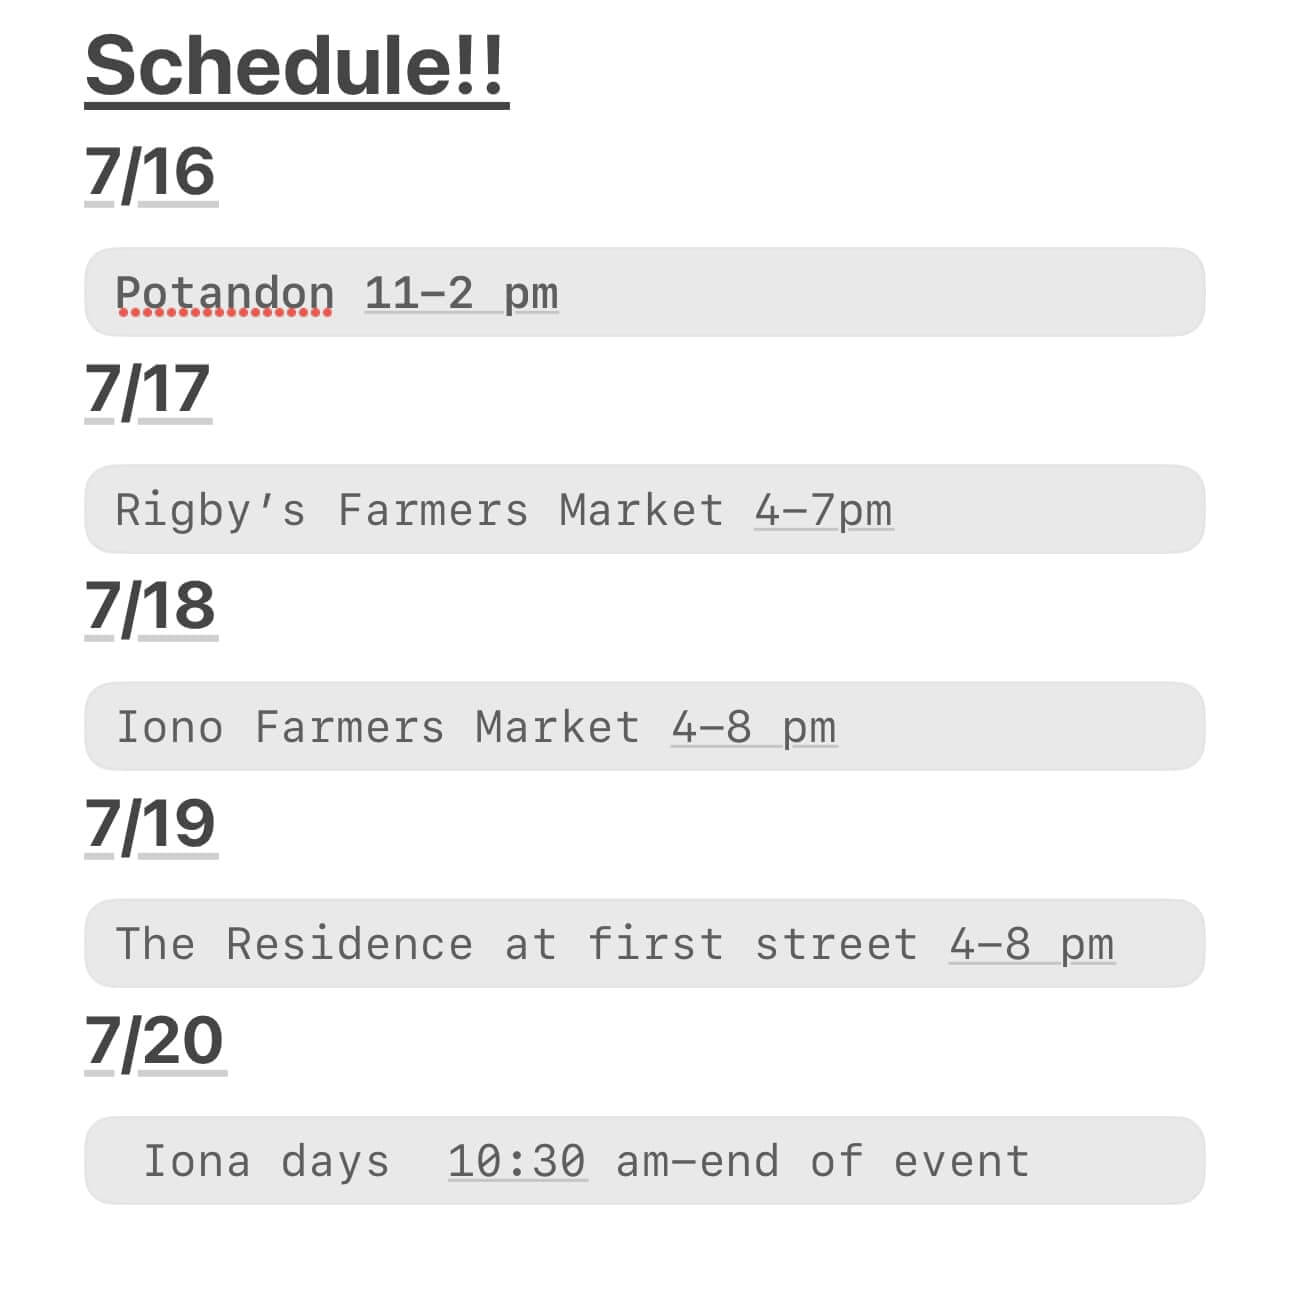 Schedule!!
7/16
Potandon 11–2 pm
7/17
Rigby’s Farmers Market 4–7pm
7/18
Iono Farmers Market 4–8 pm
7/19
The Residence at first street 4–8 pm
7/20
Iona days  10:30 am–end of event